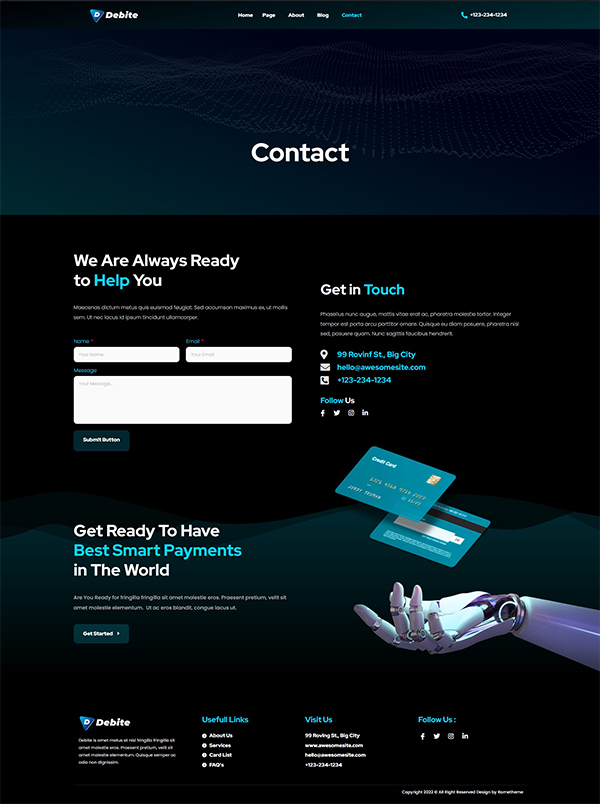 Debite
Home Page About Blog Contact
+123-234-1234
Contact
We Are Always Ready
to Help You
Maecenas dictum metus quis euismod feugiat. Sed accumsan maximus ex, ut mollis
sem. Ut nec lacus id ipsum tincidunt ullamcorper.
Name * Email *
Your Name Your Email
Message
Your Message...
Submit Button
Get in Touch
Phasellus nunc augue, mattis vitae erat ac, pharetra molestie tortor. Integer
tempor est porta arcu porttitor ornare. Quisque eu diam posuere, pharetra nisl
sed, posuere quam. Nunc sagittis faucibus hendrerit.
99 Rovinf St., Big City
hello@awesomesite.com
+123-234-1234
Follow Us
Credit Card
Get Ready To Have
Best Smart Payments
in The World
Are You Ready for fringilla fringilla sit amet molestie eros. Praesent pretium, velit sit
amet molestie elementum. Ut ac eros blandit, congue lacus ut.
Get Started
Debite
Debite is amet metus et nisl fringilla fringilla sit
amet molestie eros. Praesent pretium, velit sit
amet molestie elementum. Quisque semper ac
odio non dignissim.
Usefull Links
About Us
Services
Card List
FAQ's
Visit Us
99 Roving St., Big City
www.awesomesite.com
hello@awesomesite.com
+123-234-1234
Follow Us :
Copyright 2022 © All Right Reserved Design by Rometheme